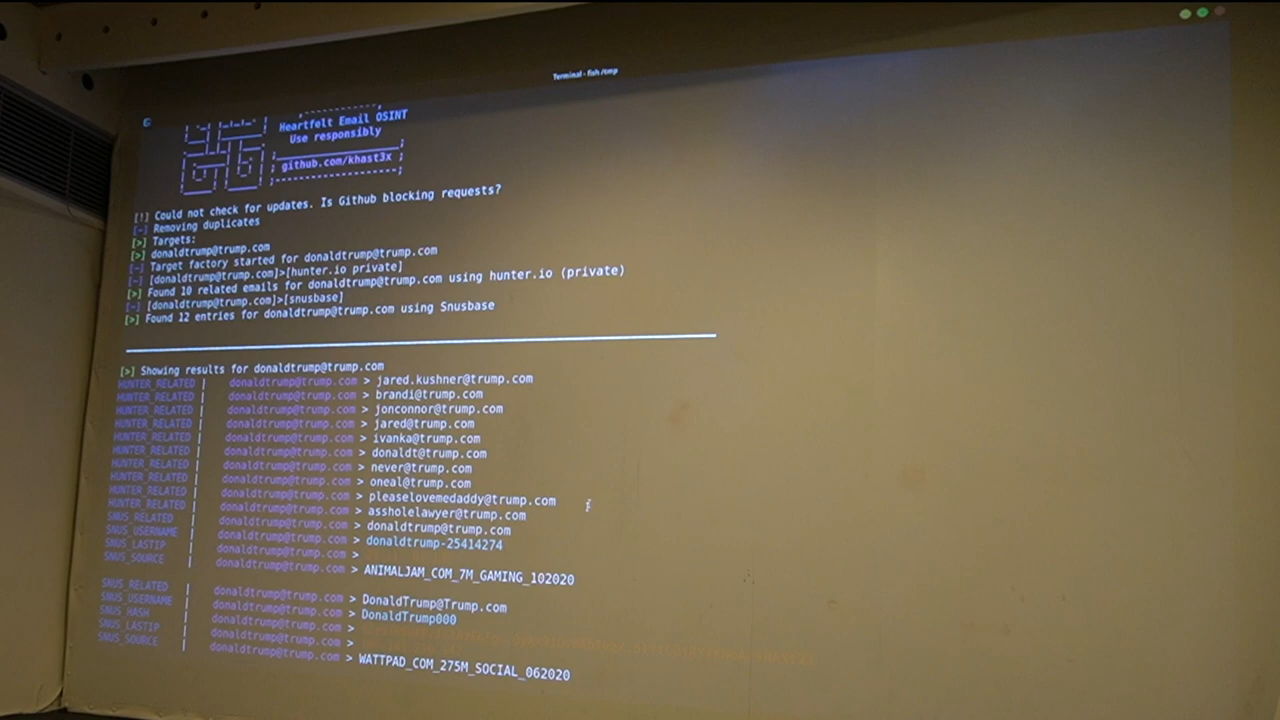 Terminal - fish /tmp
Heartfelt Email OSINT
Use responsibly
github.com/khast3x
[!] Could not check for updates. Is Github blocking requests?
[~] Removing duplicates
[>] Targets:
[>] donaldtrump@trump.com
[~] Target factory started for donaldtrump@trump.com
[~] [donaldtrump@trump.com]>[hunter.io private]
[>] Found 10 related emails for donaldtrump@trump.com using hunter.io (private)
[~] [donaldtrump@trump.com]>[snusbase]
[>] Found 12 entries for donaldtrump@trump.com using Snusbase
[>] Showing results for donaldtrump@trump.com
HUNTER_RELATED | donaldtrump@trump.com > jared.kushner@trump.com
HUNTER_RELATED | donaldtrump@trump.com > brandi@trump.com
HUNTER_RELATED | donaldtrump@trump.com > jonconnor@trump.com
HUNTER_RELATED | donaldtrump@trump.com > jared@trump.com
HUNTER_RELATED | donaldtrump@trump.com > ivanka@trump.com
HUNTER_RELATED | donaldtrump@trump.com > donaldt@trump.com
HUNTER_RELATED | donaldtrump@trump.com > never@trump.com
HUNTER_RELATED | donaldtrump@trump.com > oneal@trump.com
HUNTER_RELATED | donaldtrump@trump.com > pleaselovemedaddy@trump.com
HUNTER_RELATED | donaldtrump@trump.com > assholelawyer@trump.com
SNUS_RELATED | donaldtrump@trump.com > donaldtrump@trump.com
SNUS_USERNAME | donaldtrump@trump.com > donaldtrump-25414274
SNUS_LASTIP | donaldtrump@trump.com >
SNUS_SOURCE | donaldtrump@trump.com > ANIMALJAM_COM_7M_GAMING_102020
SNUS_RELATED | donaldtrump@trump.com > DonaldTrump@Trump.com
SNUS_USERNAME | donaldtrump@trump.com > DonaldTrump000
SNUS_HASH | donaldtrump@trump.com >
SNUS_LASTIP | donaldtrump@trump.com >
SNUS_SOURCE | donaldtrump@trump.com > WATTPAD_COM_275M_SOCIAL_062020